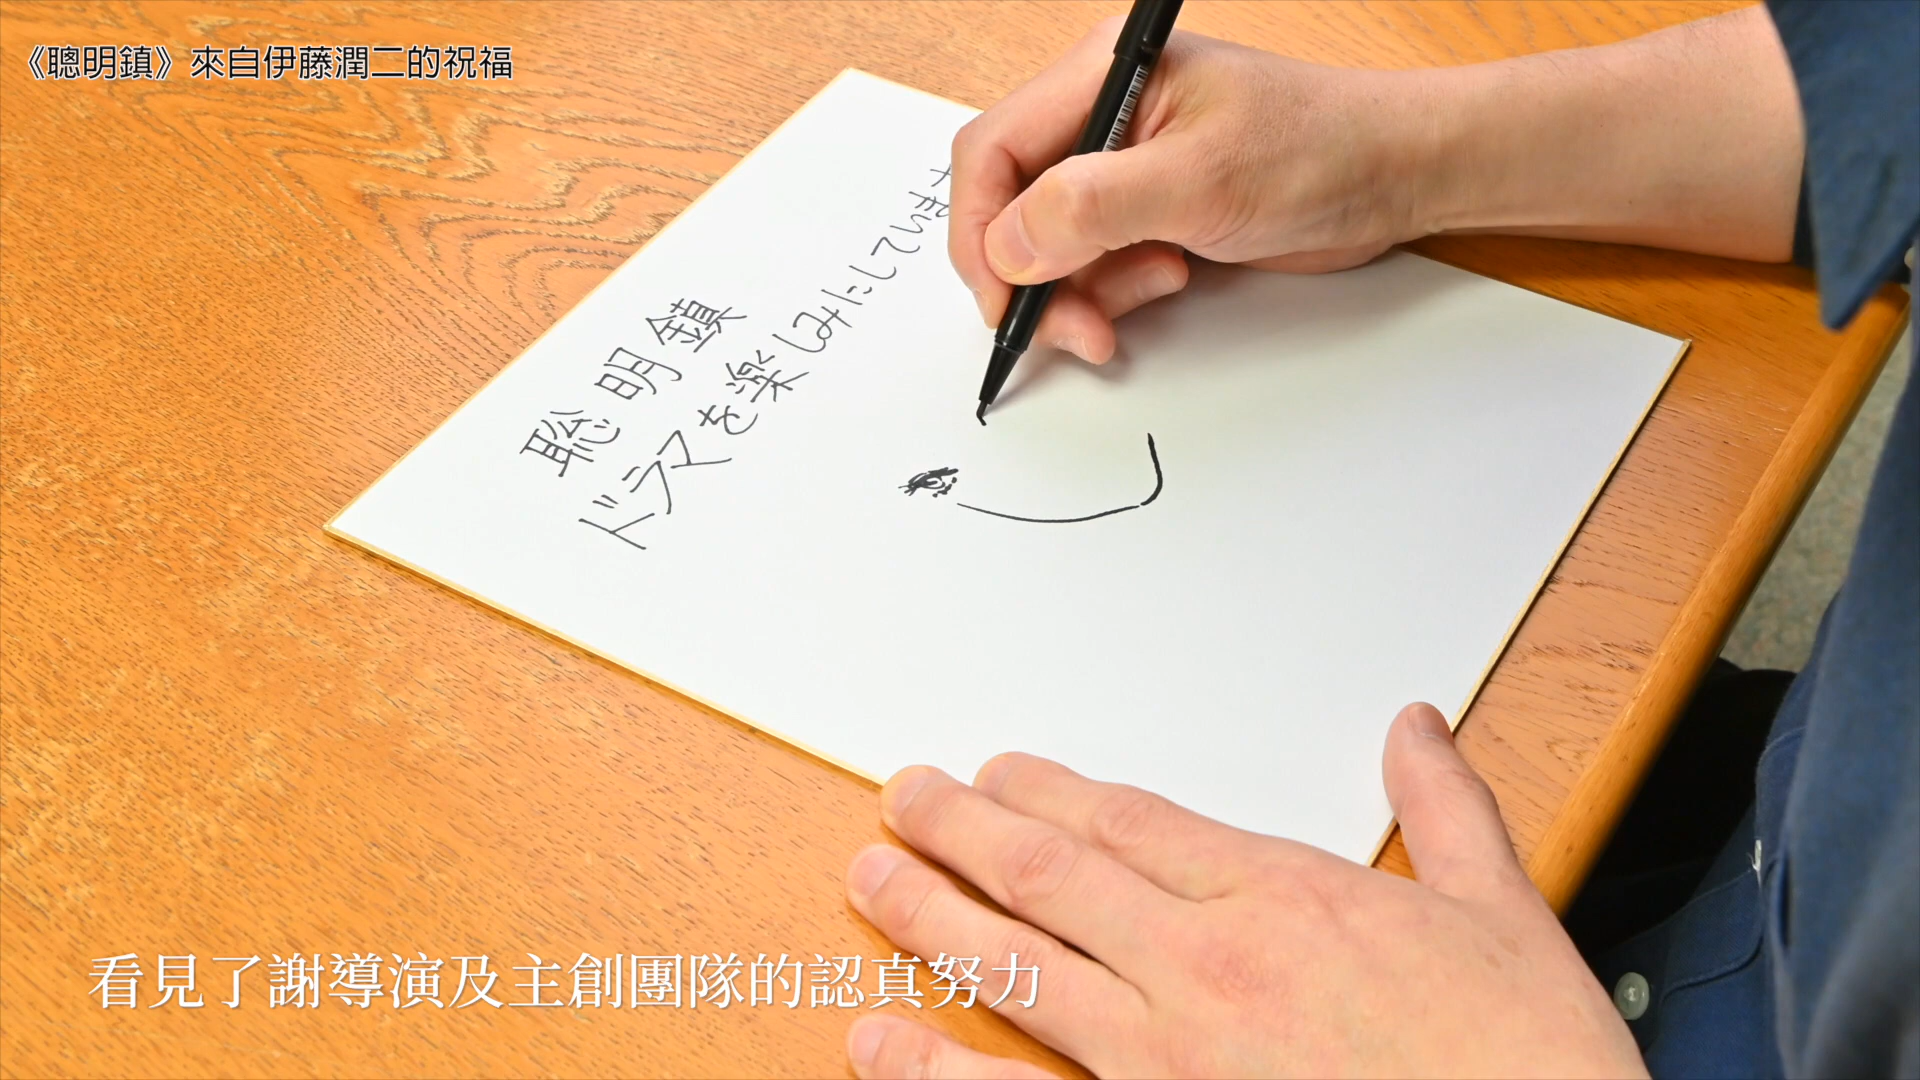 《聰明鎮》來自伊藤潤二的祝福
聡明鎮
ドラマを楽しみにしていま
看見了謝導演及主創團隊的認真努力